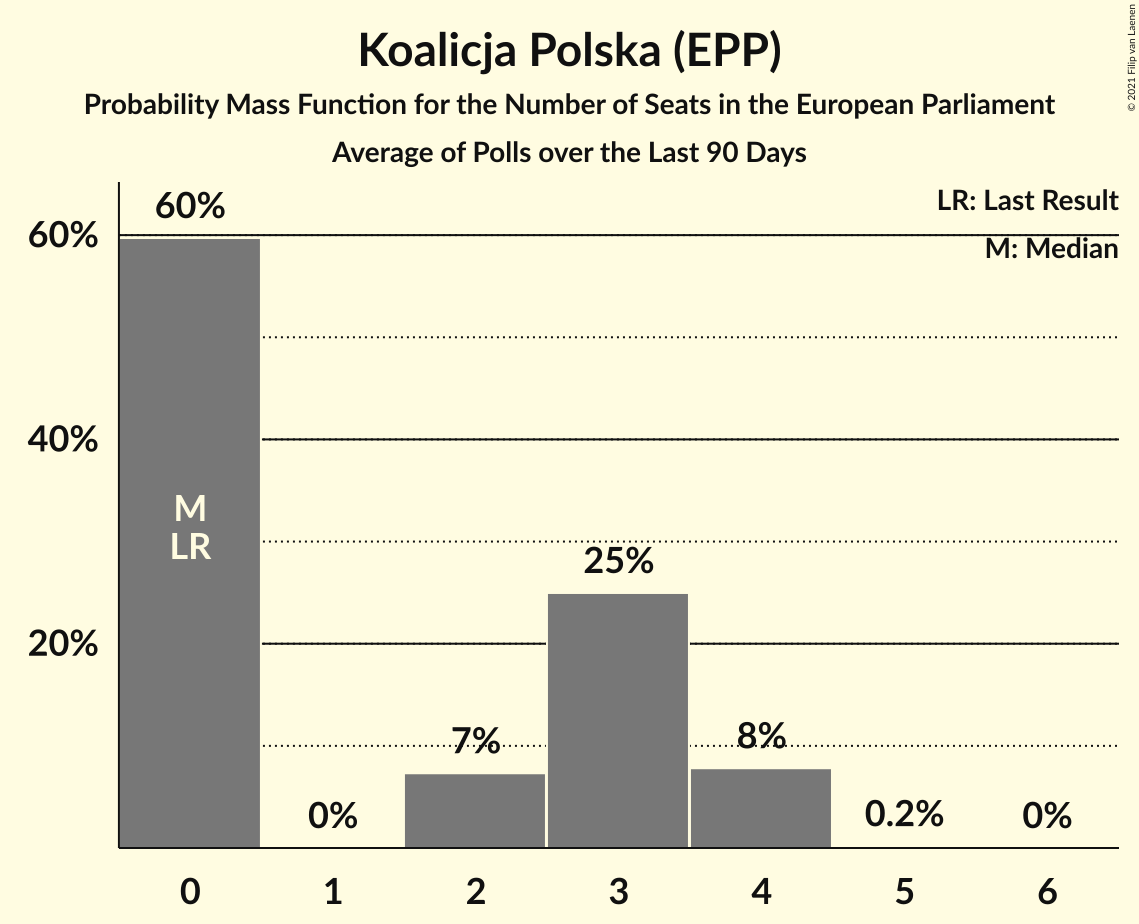 Koalicja Polska (EPP)
Probability Mass Function for the Number of Seats in the European Parliament
Average of Polls over the Last 90 Days
© 2021 Filip van Laenen
LR: Last Result
M: Median
60%
40%
20%
60%
M
LR
0%
7%
25%
8%
0.2%
0%
0 1 2 3 4 5 6